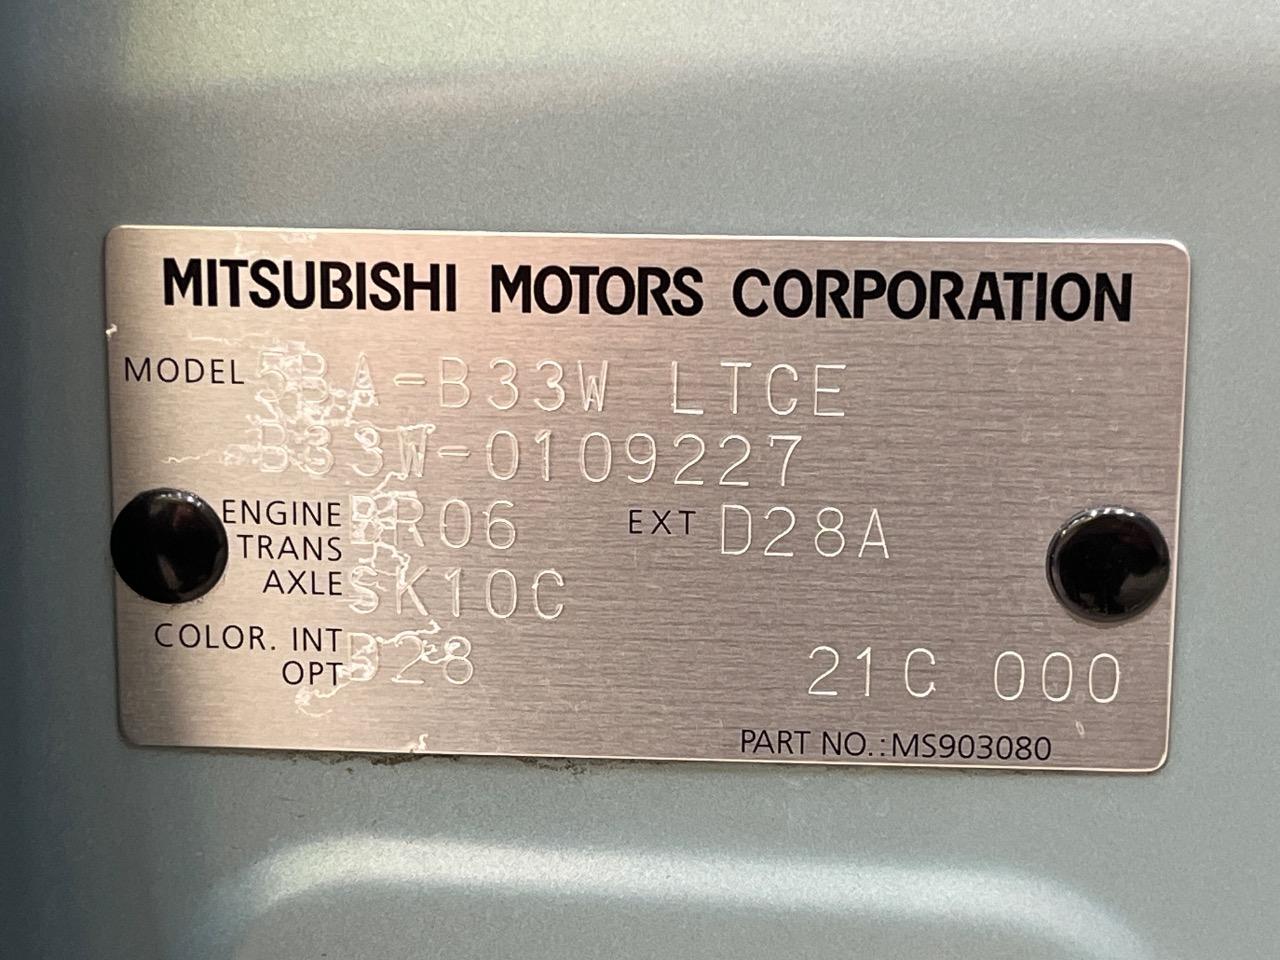 MITSUBISHI MOTORS CORPORATION
MODEL 5BA-B33W LTCE
B33W-0109227
ENGINE BR06 EXT D28A
TRANS
AXLE SK10C
COLOR. INT
OPT B28 21C 000
PART NO.:MS903080